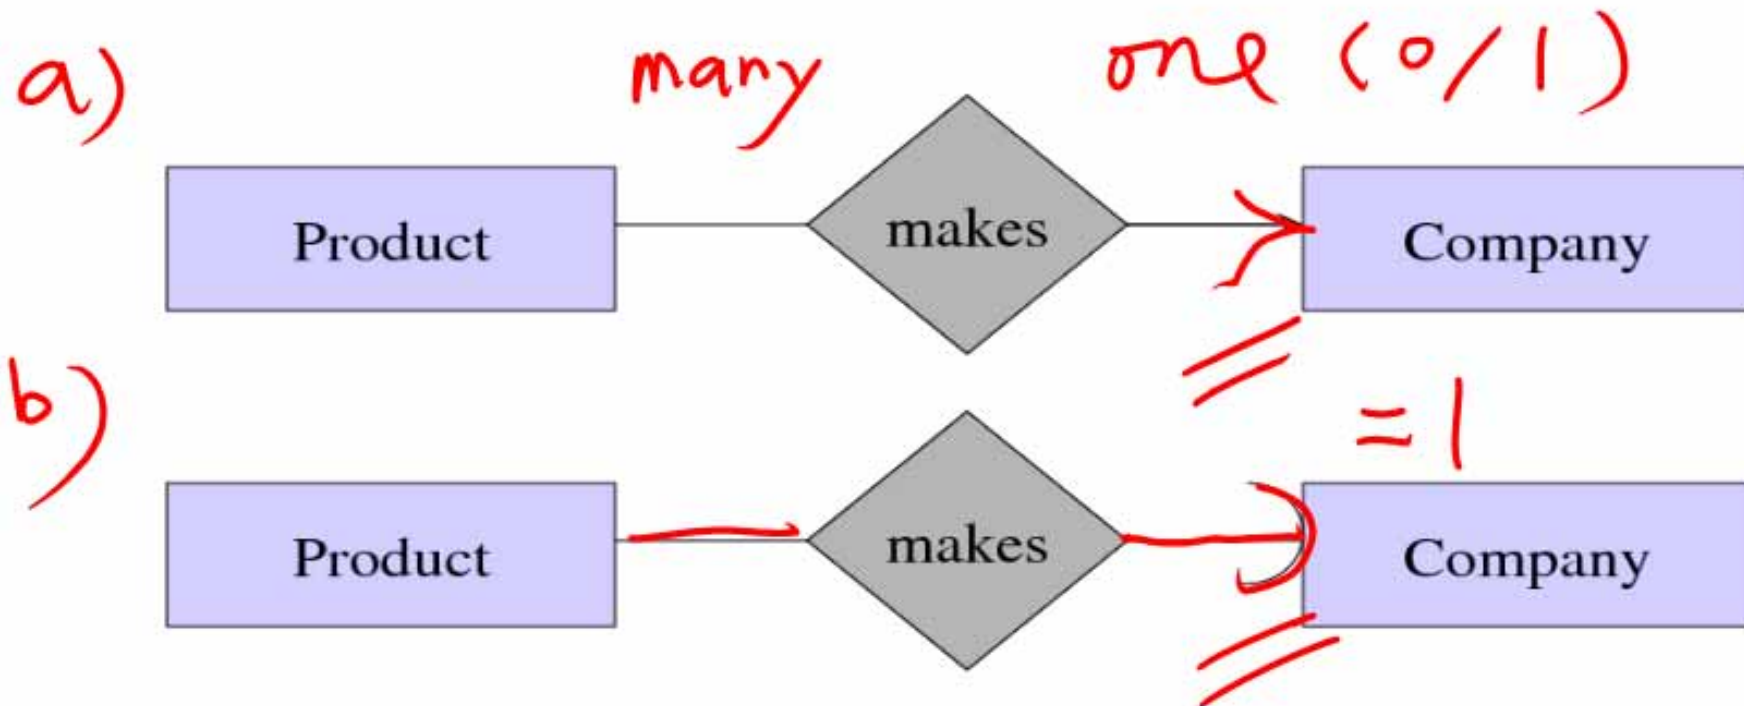 a) many one (0/1)
Product makes Company
b) =1
Product makes Company